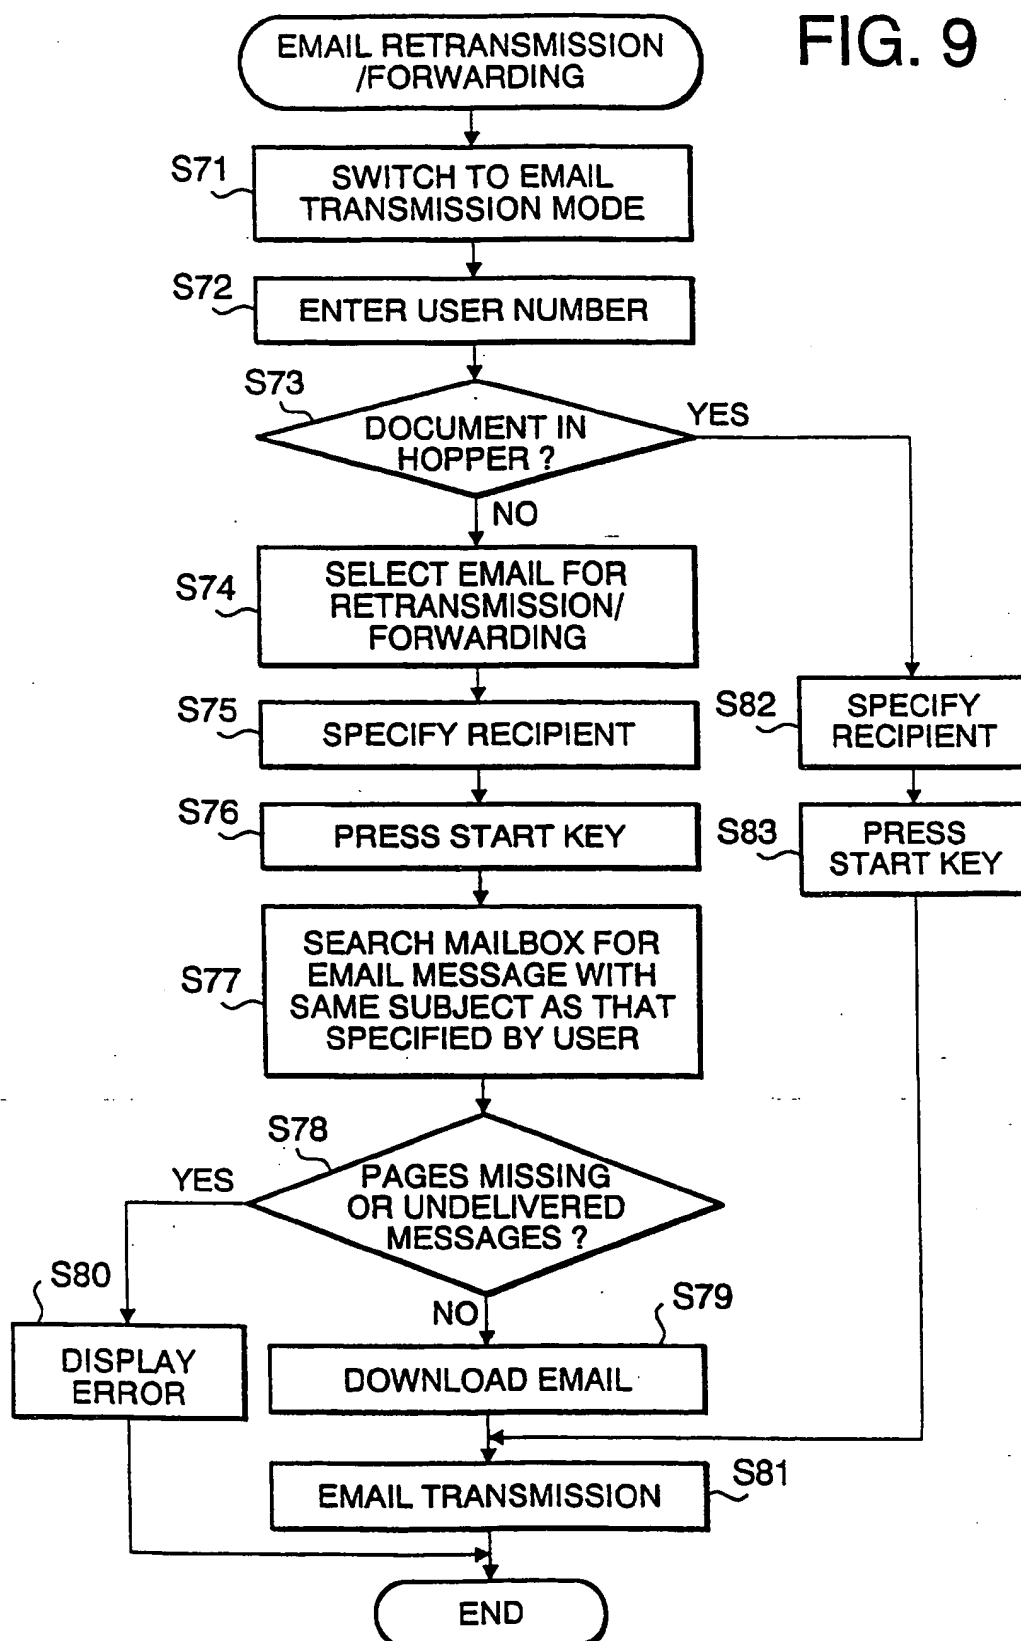 FIG. 9
EMAIL RETRANSMISSION
/FORWARDING
S71
SWITCH TO EMAIL
TRANSMISSION MODE
S72
ENTER USER NUMBER
S73
DOCUMENT IN
HOPPER ?
YES
NO
S74
SELECT EMAIL FOR
RETRANSMISSION/
FORWARDING
S75
SPECIFY RECIPIENT
S82
SPECIFY
RECIPIENT
S76
PRESS START KEY
S83
PRESS
START KEY
S77
SEARCH MAILBOX FOR
EMAIL MESSAGE WITH
SAME SUBJECT AS THAT
SPECIFIED BY USER
S78
PAGES MISSING
OR UNDELIVERED
MESSAGES ?
YES
NO
S80
DISPLAY
ERROR
S79
DOWNLOAD EMAIL
S81
EMAIL TRANSMISSION
END